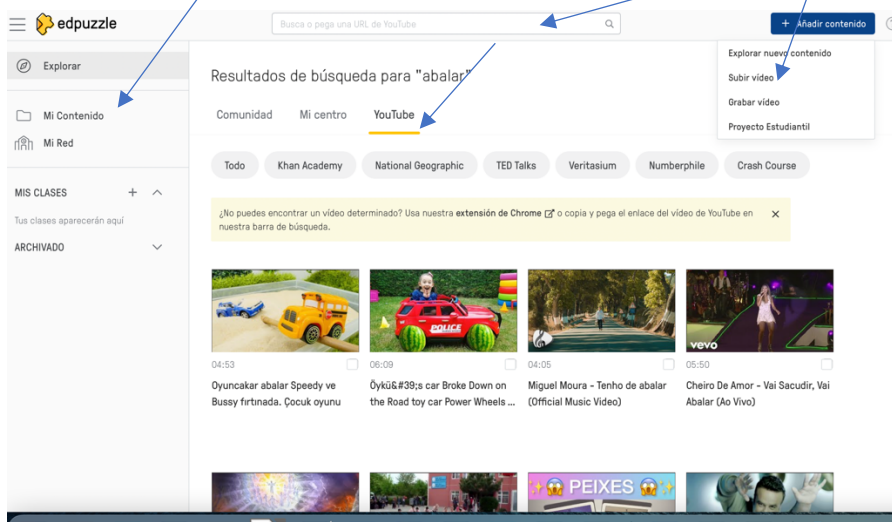 edpuzzle
Busca o pega una URL de YouTube
+ Añadir contenido
Explorar nuevo contenido
Subir vídeo
Grabar vídeo
Proyecto Estudiantil
Explorar
Mi Contenido
Mi Red
MIS CLASES +
Tus clases aparecerán aquí
ARCHIVADO
Resultados de búsqueda para "abalar"
Comunidad Mi centro YouTube
Todo Khan Academy National Geographic TED Talks Veritasium Numberphile Crash Course
¿No puedes encontrar un vídeo determinado? Usa nuestra extensión de Chrome o copia y pega el enlace del vídeo de YouTube en
nuestra barra de búsqueda.
POLICE
vevo
04:53
06:09
04:05
05:50
Oyuncakar abalar Speedy ve
Bussy fırtınada. Çocuk oyunu
Öykü&#39;s car Broke Down on
the Road toy car Power Wheels ...
Miguel Moura - Tenho de abalar
(Official Music Video)
Cheiro De Amor - Vai Sacudir, Vai
Abalar (Ao Vivo)
PEIXES